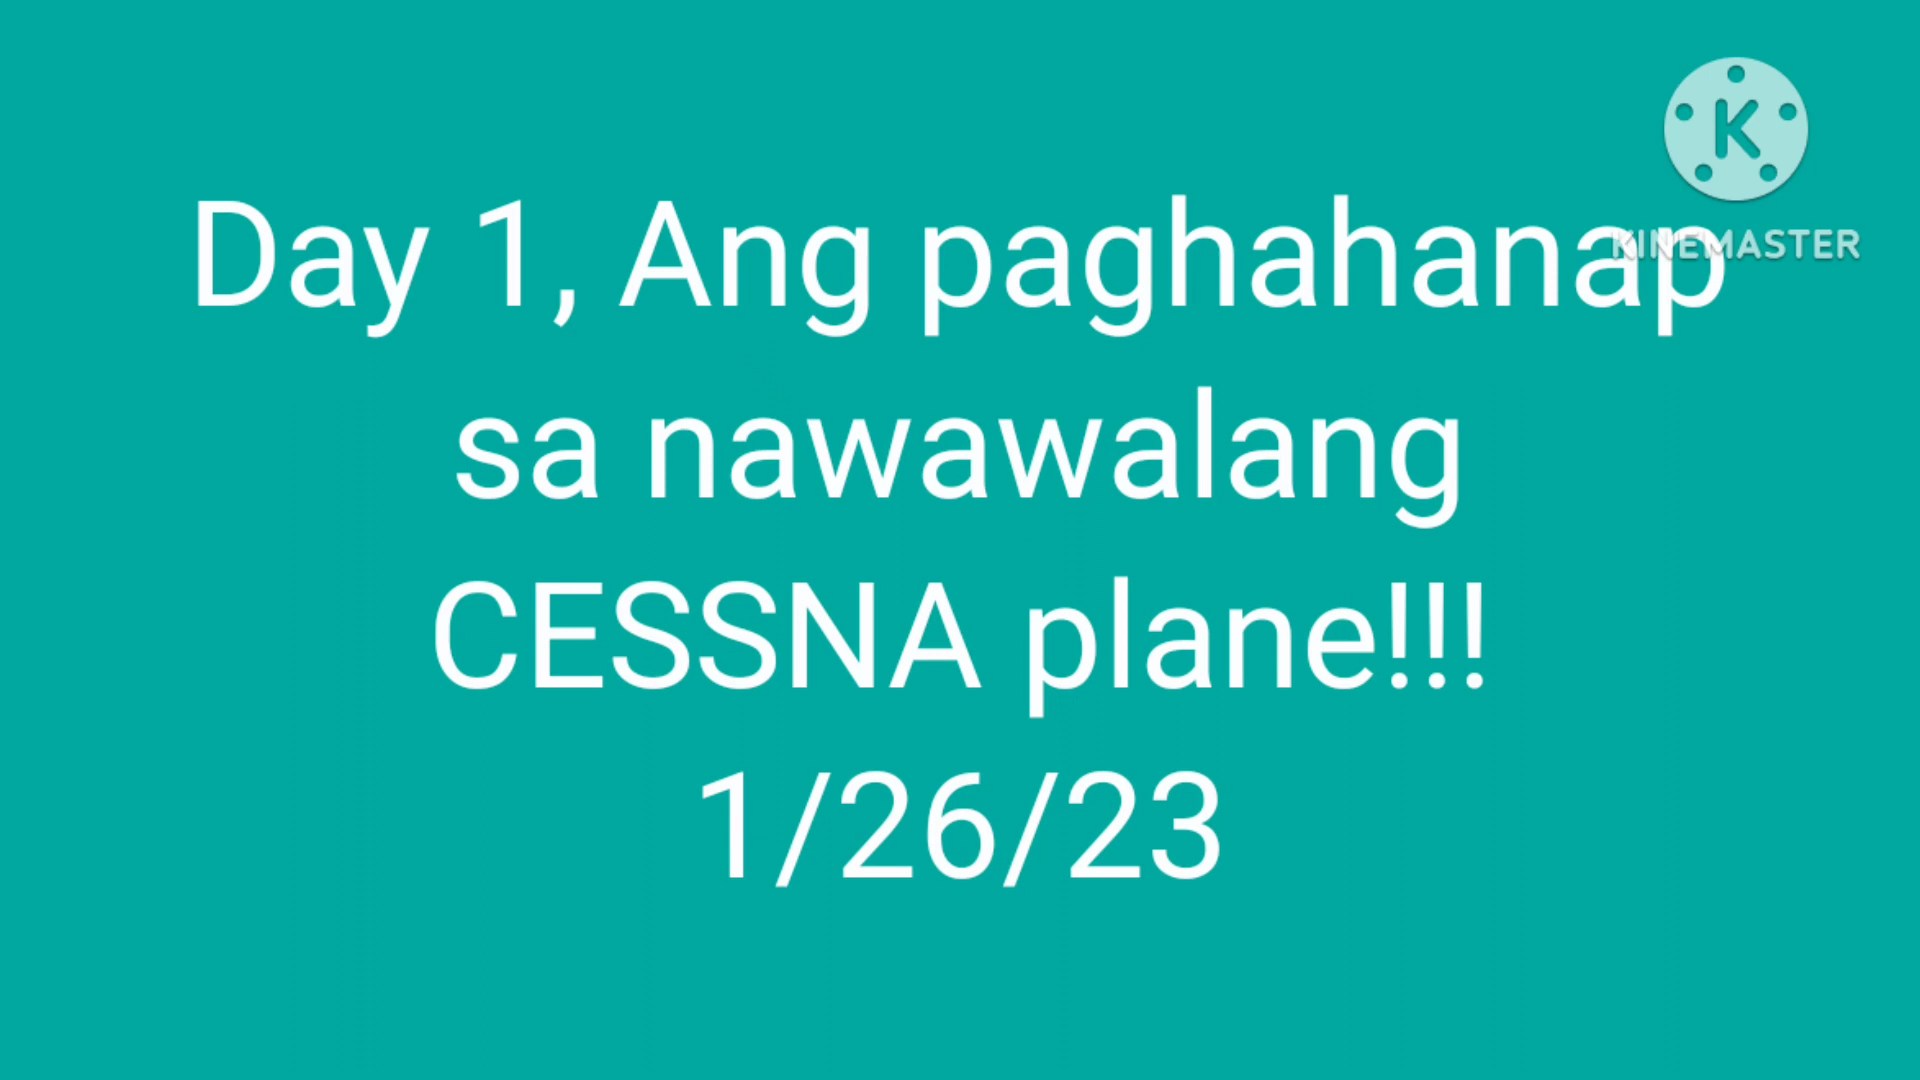 K
KINEMASTER
Day 1, Ang paghahanap
sa nawawalang
CESSNA plane!!!
1/26/23